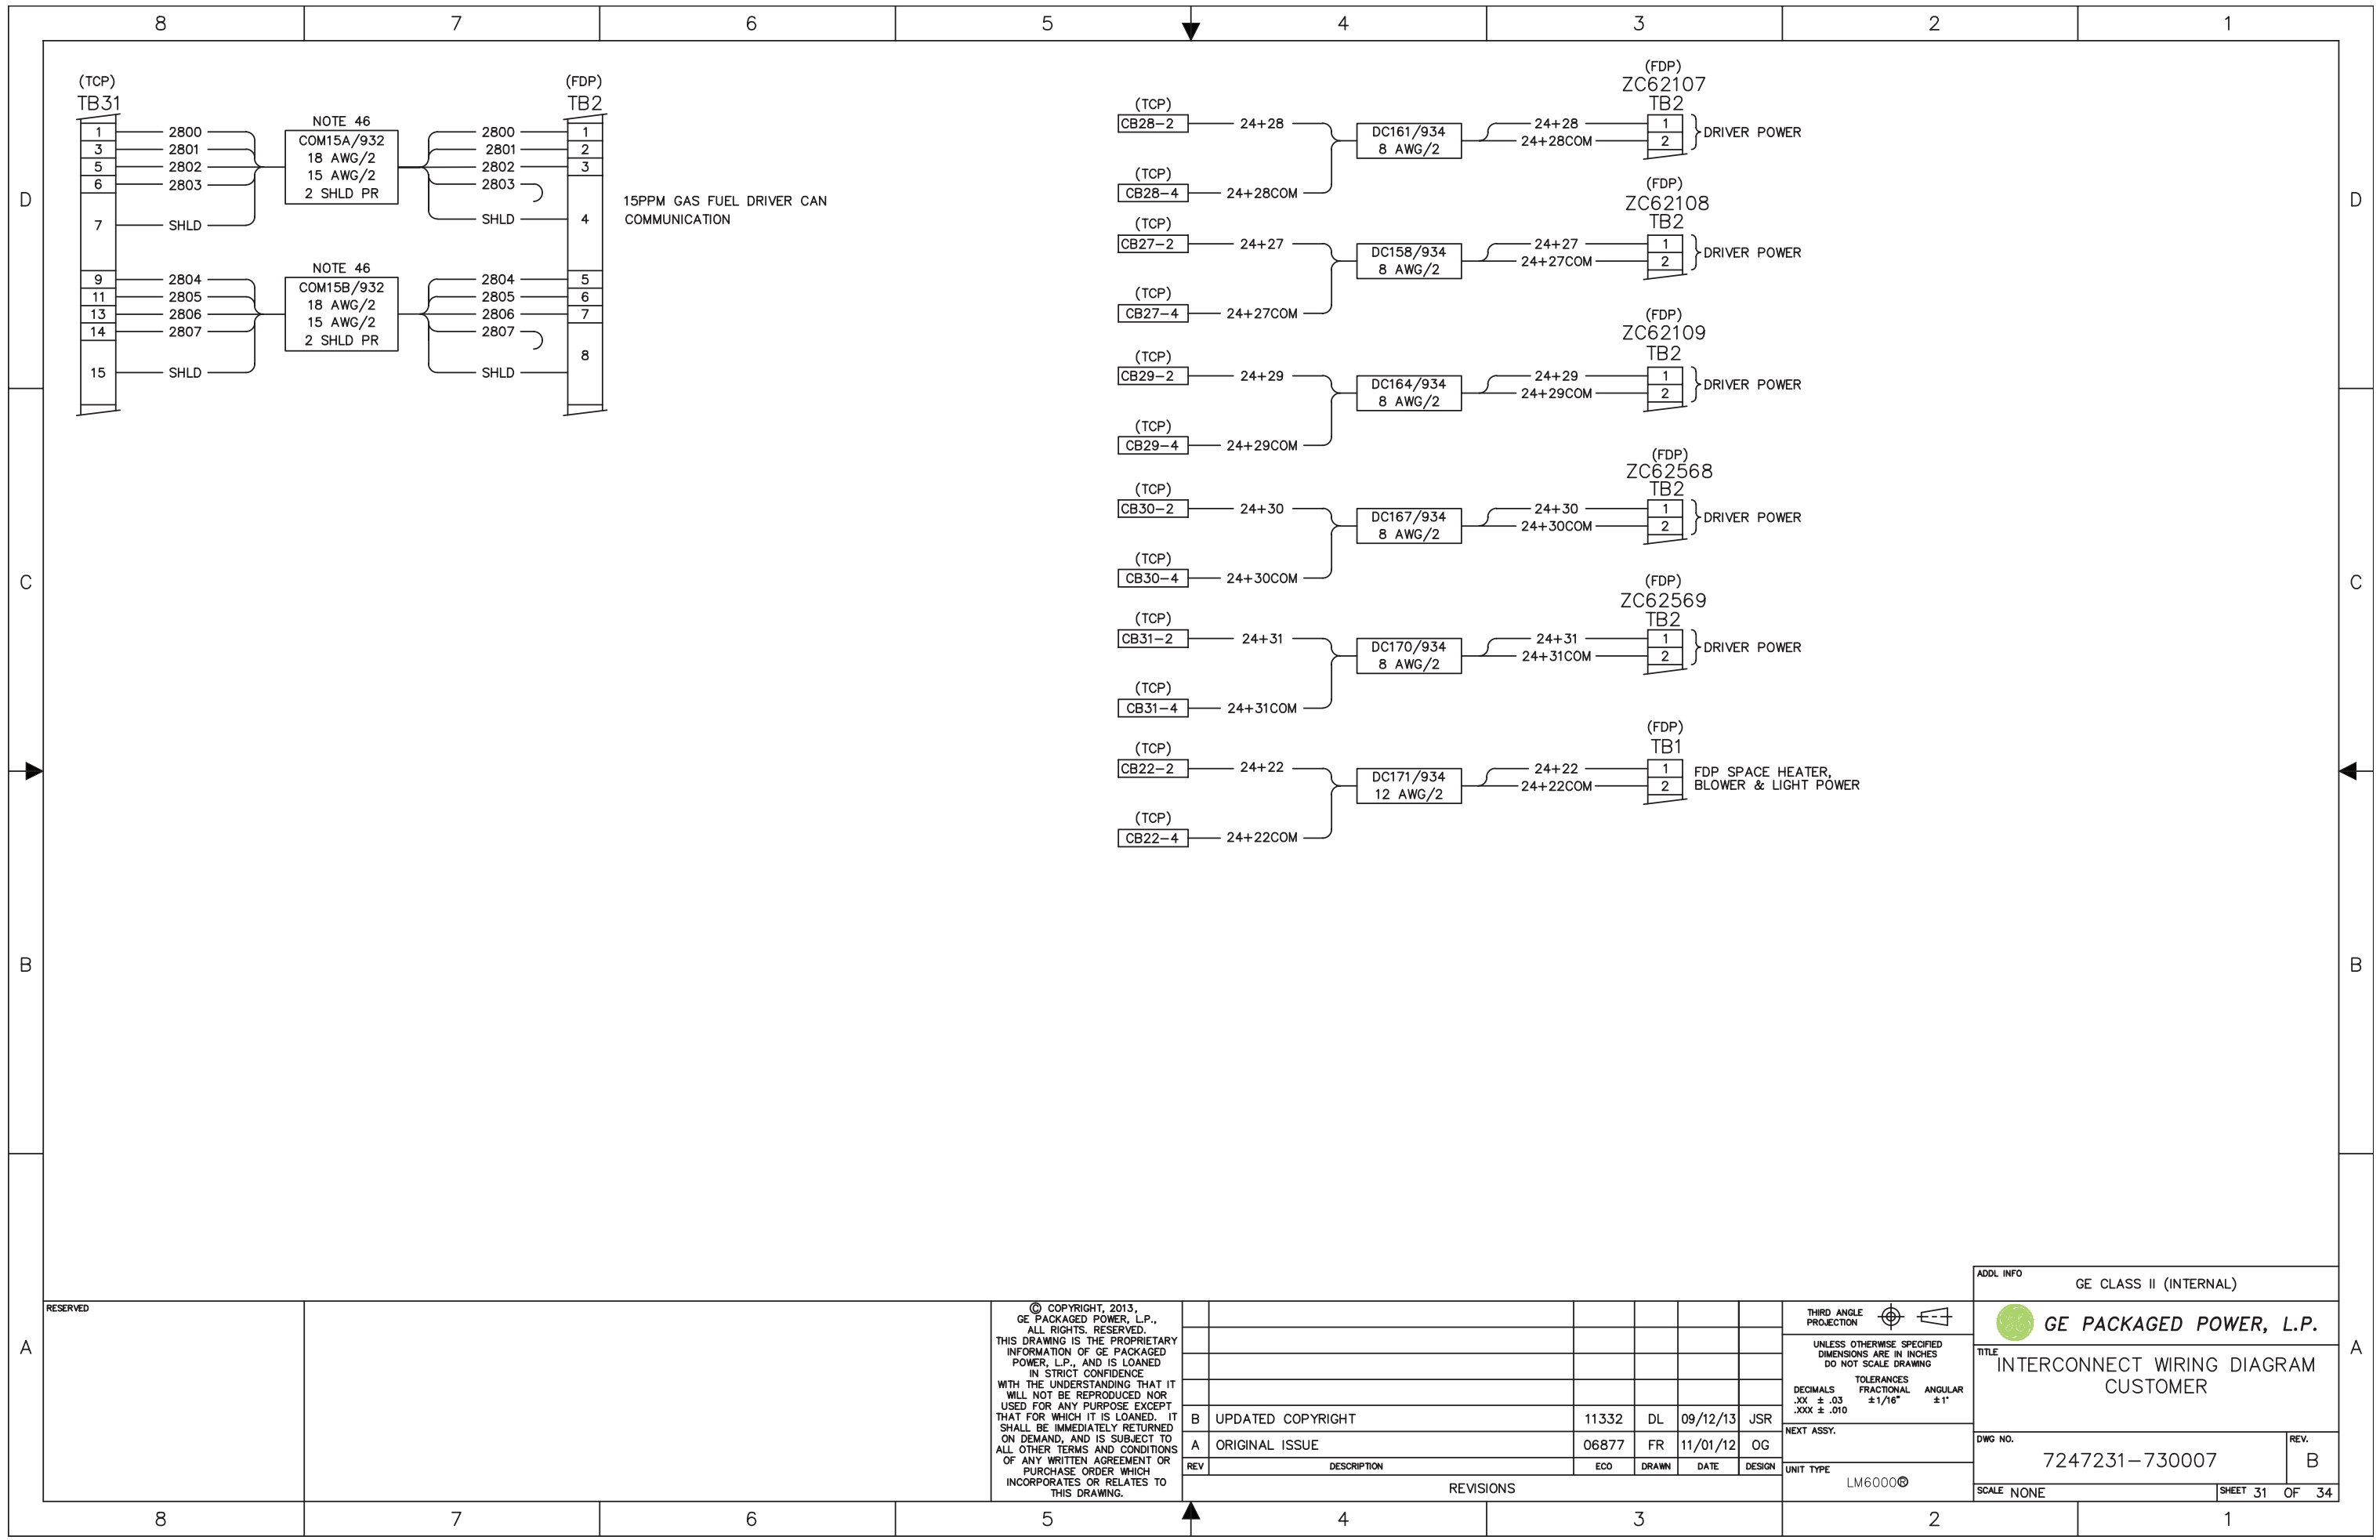 8 7 6 5 4 3 2 1
D
C
B
A
D
C
B
A
(TCP)
TB31
1
3
5
6
7
9
11
13
14
15
2800
2801
2802
2803
SHLD
2804
2805
2806
2807
SHLD
NOTE 46
COM15A/932
18 AWG/2
15 AWG/2
2 SHLD PR
NOTE 46
COM15B/932
18 AWG/2
15 AWG/2
2 SHLD PR
2800
2801
2802
2803
SHLD
2804
2805
2806
2807
SHLD
(FDP)
TB2
1
2
3
4
5
6
7
8
15PPM GAS FUEL DRIVER CAN
COMMUNICATION
(TCP)
CB28-2
24+28
(TCP)
CB28-4
24+28COM
DC161/934
8 AWG/2
24+28
24+28COM
(FDP)
ZC62107
TB2
1
2
DRIVER POWER
(TCP)
CB27-2
24+27
(TCP)
CB27-4
24+27COM
DC158/934
8 AWG/2
24+27
24+27COM
(FDP)
ZC62108
TB2
1
2
DRIVER POWER
(TCP)
CB29-2
24+29
(TCP)
CB29-4
24+29COM
DC164/934
8 AWG/2
24+29
24+29COM
(FDP)
ZC62109
TB2
1
2
DRIVER POWER
(TCP)
CB30-2
24+30
(TCP)
CB30-4
24+30COM
DC167/934
8 AWG/2
24+30
24+30COM
(FDP)
ZC62568
TB2
1
2
DRIVER POWER
(TCP)
CB31-2
24+31
(TCP)
CB31-4
24+31COM
DC170/934
8 AWG/2
24+31
24+31COM
(FDP)
ZC62569
TB2
1
2
DRIVER POWER
(TCP)
CB22-2
24+22
(TCP)
CB22-4
24+22COM
DC171/934
12 AWG/2
24+22
24+22COM
(FDP)
TB1
1
2
FDP SPACE HEATER,
BLOWER & LIGHT POWER
RESERVED
© COPYRIGHT, 2013,
GE PACKAGED POWER, L.P.,
ALL RIGHTS. RESERVED.
THIS DRAWING IS THE PROPRIETARY
INFORMATION OF GE PACKAGED
POWER, L.P., AND IS LOANED
IN STRICT CONFIDENCE
WITH THE UNDERSTANDING THAT IT
WILL NOT BE REPRODUCED NOR
USED FOR ANY PURPOSE EXCEPT
THAT FOR WHICH IT IS LOANED. IT
SHALL BE IMMEDIATELY RETURNED
ON DEMAND, AND IS SUBJECT TO
ALL OTHER TERMS AND CONDITIONS
OF ANY WRITTEN AGREEMENT OR
PURCHASE ORDER WHICH
INCORPORATES OR RELATES TO
THIS DRAWING.
B UPDATED COPYRIGHT 11332 DL 09/12/13 JSR
A ORIGINAL ISSUE 06877 FR 11/01/12 OG
REV DESCRIPTION ECO DRAWN DATE DESIGN
REVISIONS
THIRD ANGLE
PROJECTION
UNLESS OTHERWISE SPECIFIED
DIMENSIONS ARE IN INCHES
DO NOT SCALE DRAWING
TOLERANCES
DECIMALS FRACTIONAL ANGULAR
.XX ± .03 ±1/16" ±1°
.XXX ± .010
NEXT ASSY.
UNIT TYPE
LM6000®
ADDL INFO
GE CLASS II (INTERNAL)
GE PACKAGED POWER, L.P.
TITLE
INTERCONNECT WIRING DIAGRAM
CUSTOMER
DWG NO.
7247231-730007
REV.
B
SCALE NONE
SHEET 31 OF 34
8 7 6 5 4 3 2 1